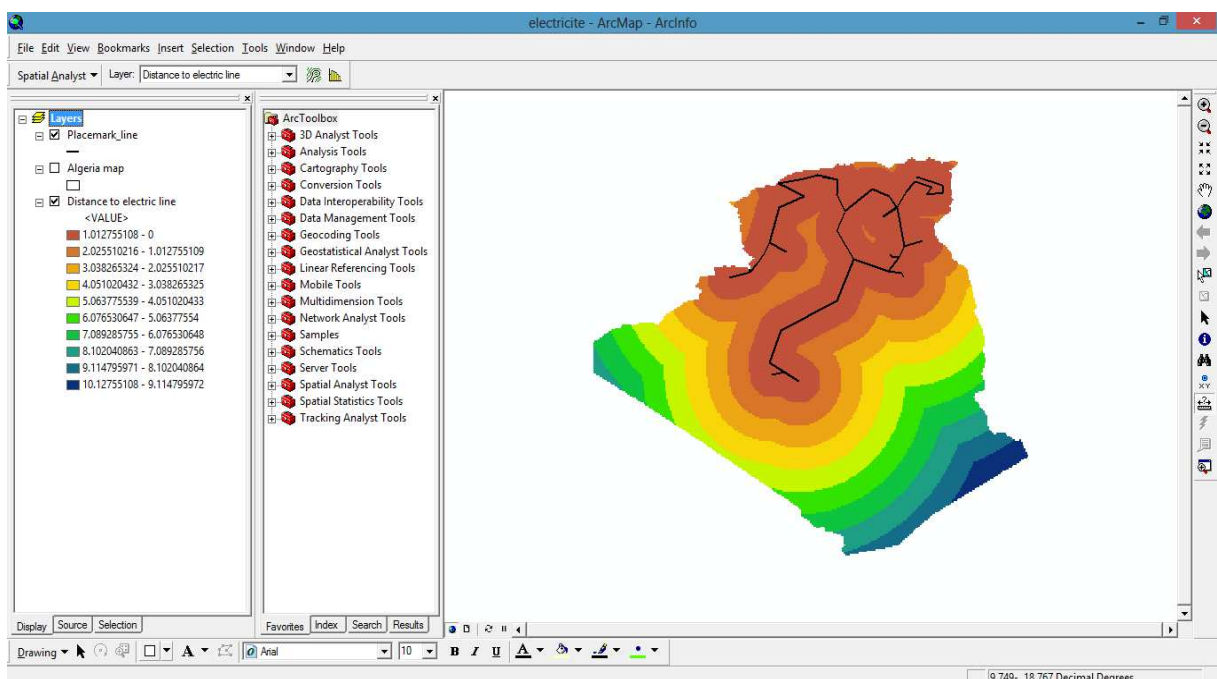 electricite - ArcMap - ArcInfo
File Edit View Bookmarks Insert Selection Tools Window Help
Spatial Analyst Layer: Distance to electric line
Layers
Placemark_line
Algeria map
Distance to electric line
<VALUE>
1.012755108 - 0
2.025510216 - 1.012755109
3.038265324 - 2.025510217
4.051020432 - 3.038265325
5.063775539 - 4.051020433
6.076530647 - 5.06377554
7.089285755 - 6.076530648
8.102040863 - 7.089285756
9.114795971 - 8.102040864
10.12755108 - 9.114795972
Display Source Selection
ArcToolbox
3D Analyst Tools
Analysis Tools
Cartography Tools
Conversion Tools
Data Interoperability Tools
Data Management Tools
Geocoding Tools
Geostatistical Analyst Tools
Linear Referencing Tools
Mobile Tools
Multidimension Tools
Network Analyst Tools
Samples
Schematics Tools
Server Tools
Spatial Analyst Tools
Spatial Statistics Tools
Tracking Analyst Tools
Favorites Index Search Results
XY
Drawing A Arial 10 B I U A
9,749- 18,767 Decimal Degrees